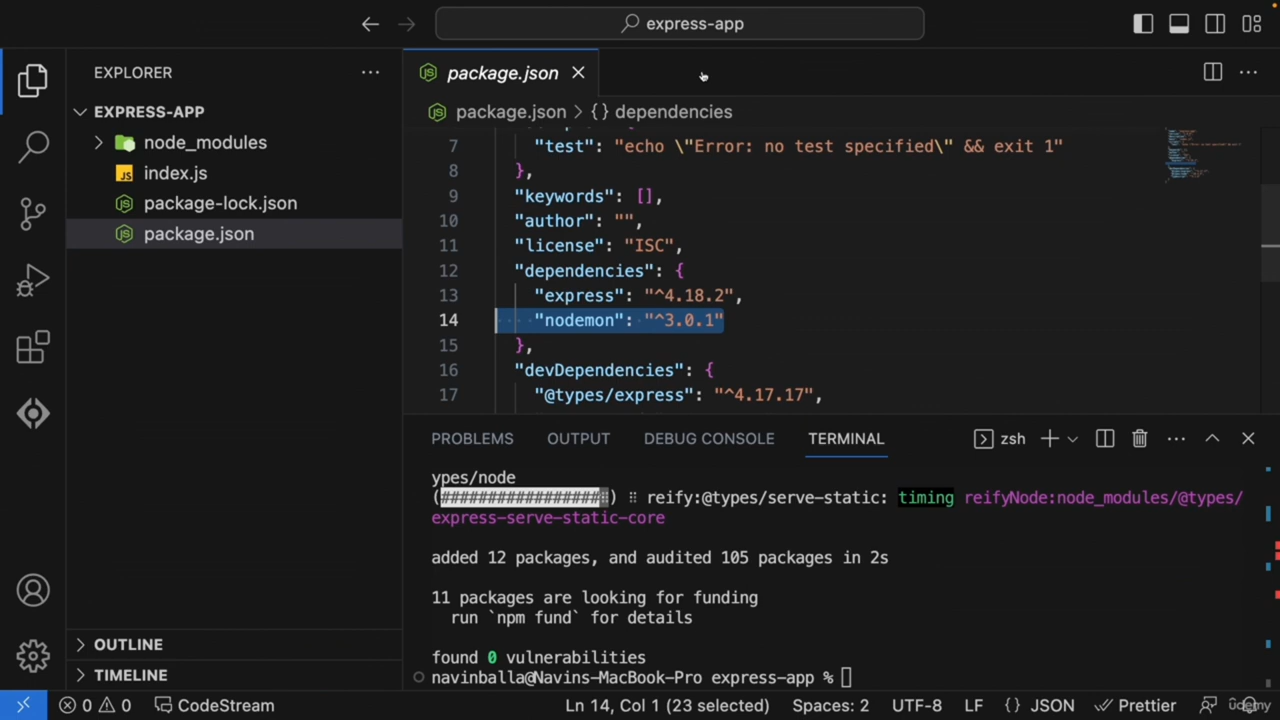 express-app
EXPLORER
package.json
EXPRESS-APP
package.json > {} dependencies
node_modules
index.js
package-lock.json
package.json
7 "test": "echo \"Error: no test specified\" && exit 1"
8 },
9 "keywords": [],
10 "author": "",
11 "license": "ISC",
12 "dependencies": {
13 "express": "^4.18.2",
14 "nodemon": "^3.0.1"
15 },
16 "devDependencies": {
17 "@types/express": "^4.17.17",
PROBLEMS OUTPUT DEBUG CONSOLE TERMINAL zsh
ypes/node
(#################) ⠇ reify:@types/serve-static: timing reifyNode:node_modules/@types/
express-serve-static-core
added 12 packages, and audited 105 packages in 2s
11 packages are looking for funding
run `npm fund` for details
found 0 vulnerabilities
navinballa@Navins-MacBook-Pro express-app %
OUTLINE
TIMELINE
0 0 CodeStream Ln 14, Col 1 (23 selected) Spaces: 2 UTF-8 LF {} JSON Prettier
udemy